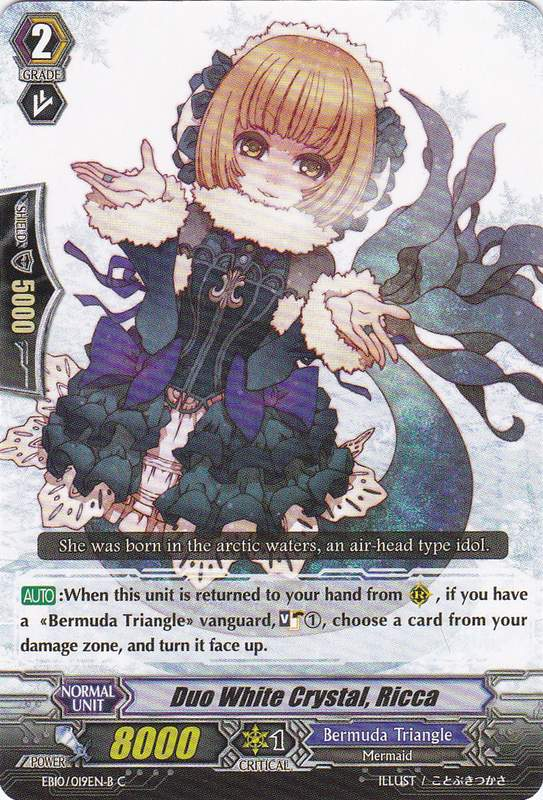 2
GRADE
SHIELD
5000
She was born in the arctic waters, an air-head type idol.
AUTO :When this unit is returned to your hand from R , if you have
a «Bermuda Triangle» vanguard, V①, choose a card from your
damage zone, and turn it face up.
NORMAL
UNIT
Duo White Crystal, Ricca
POWER
8000
1
CRITICAL
Bermuda Triangle
Mermaid
EB10/019EN-B C
ILLUST / ことぶきつかさ